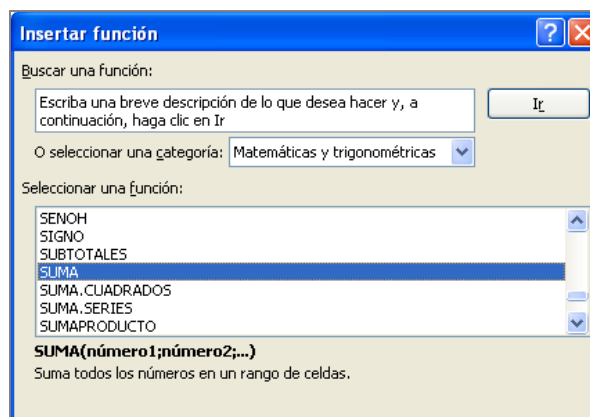 Insertar función
Buscar una función:
Escriba una breve descripción de lo que desea hacer y, a
continuación, haga clic en Ir
Ir
O seleccionar una categoría: Matemáticas y trigonométricas
Seleccionar una función:
SENOH
SIGNO
SUBTOTALES
SUMA
SUMA.CUADRADOS
SUMA.SERIES
SUMAPRODUCTO
SUMA(número1;número2;...)
Suma todos los números en un rango de celdas.